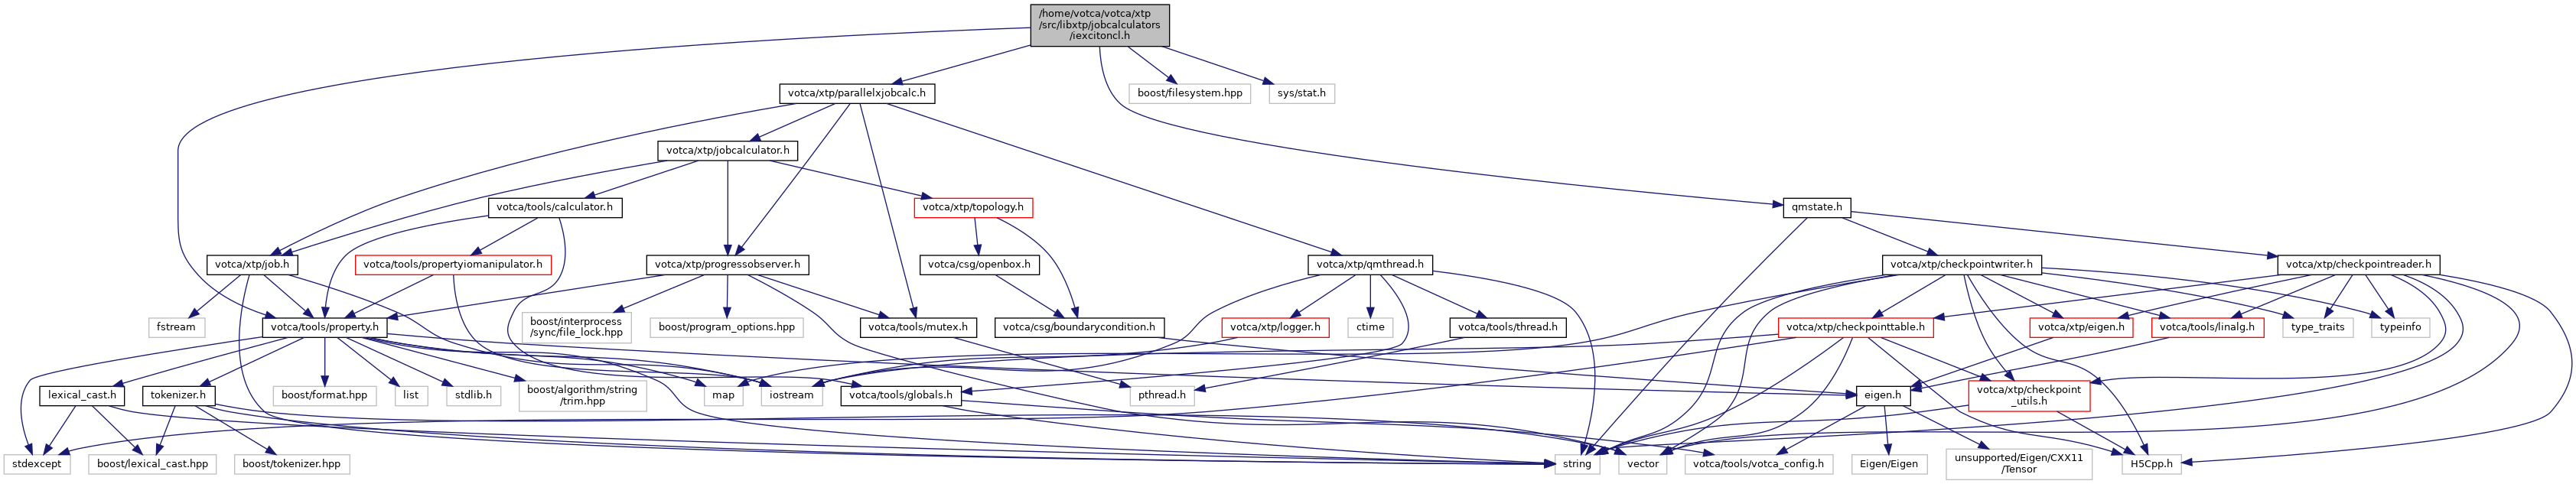 /home/votca/votca/xtp
/src/libxtp/jobcalculators
/iexcitoncl.h
votca/xtp/parallelxjobcalc.h
boost/filesystem.hpp
sys/stat.h
votca/xtp/jobcalculator.h
votca/tools/calculator.h
votca/xtp/topology.h
qmstate.h
votca/xtp/job.h
votca/tools/propertyiomanipulator.h
votca/xtp/progressobserver.h
votca/csg/openbox.h
votca/xtp/qmthread.h
votca/xtp/checkpointwriter.h
votca/xtp/checkpointreader.h
fstream
votca/tools/property.h
boost/interprocess
/sync/file_lock.hpp
boost/program_options.hpp
votca/tools/mutex.h
votca/csg/boundarycondition.h
votca/xtp/logger.h
ctime
votca/tools/thread.h
votca/xtp/checkpointtable.h
votca/xtp/eigen.h
votca/tools/linalg.h
type_traits
typeinfo
lexical_cast.h
tokenizer.h
boost/format.hpp
list
stdlib.h
boost/algorithm/string
/trim.hpp
map
iostream
votca/tools/globals.h
pthread.h
eigen.h
votca/xtp/checkpoint
_utils.h
stdexcept
boost/lexical_cast.hpp
boost/tokenizer.hpp
string
vector
votca/tools/votca_config.h
Eigen/Eigen
unsupported/Eigen/CXX11
/Tensor
H5Cpp.h